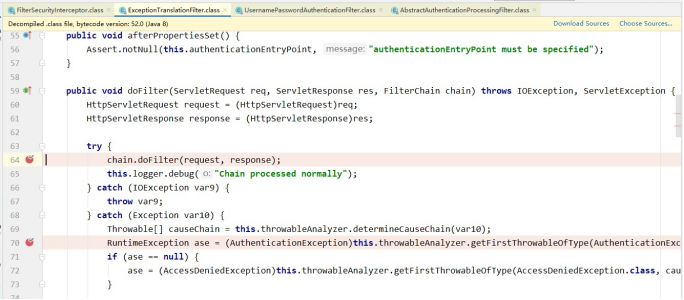 FilterSecurityInterceptor.class ExceptionTranslationFilter.class UsernamePasswordAuthenticationFilter.class AbstractAuthenticationProcessingFilter.class
Decompiled .class file, bytecode version: 52.0 (Java 8) Download Sources Choose Sources...
55 public void afterPropertiesSet() {
56 Assert.notNull(this.authenticationEntryPoint, message: "authenticationEntryPoint must be specified");
57 }
58
59 public void doFilter(ServletRequest req, ServletResponse res, FilterChain chain) throws IOException, ServletException {
60 HttpServletRequest request = (HttpServletRequest)req;
61 HttpServletResponse response = (HttpServletResponse)res;
62
63 try {
64 chain.doFilter(request, response);
65 this.logger.debug( o: "Chain processed normally");
66 } catch (IOException var9) {
67 throw var9;
68 } catch (Exception var10) {
69 Throwable[] causeChain = this.throwableAnalyzer.determineCauseChain(var10);
70 RuntimeException ase = (AuthenticationException)this.throwableAnalyzer.getFirstThrowableOfType(AuthenticationExc
71 if (ase == null) {
72 ase = (AccessDeniedException)this.throwableAnalyzer.getFirstThrowableOfType(AccessDeniedException.class, cau
73 }
74